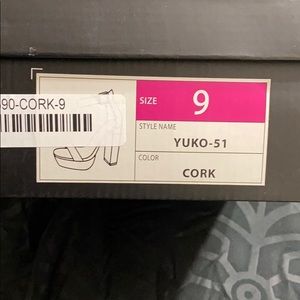 90-CORK-9
SIZE 9
STYLE NAME
YUKO-51
COLOR
CORK